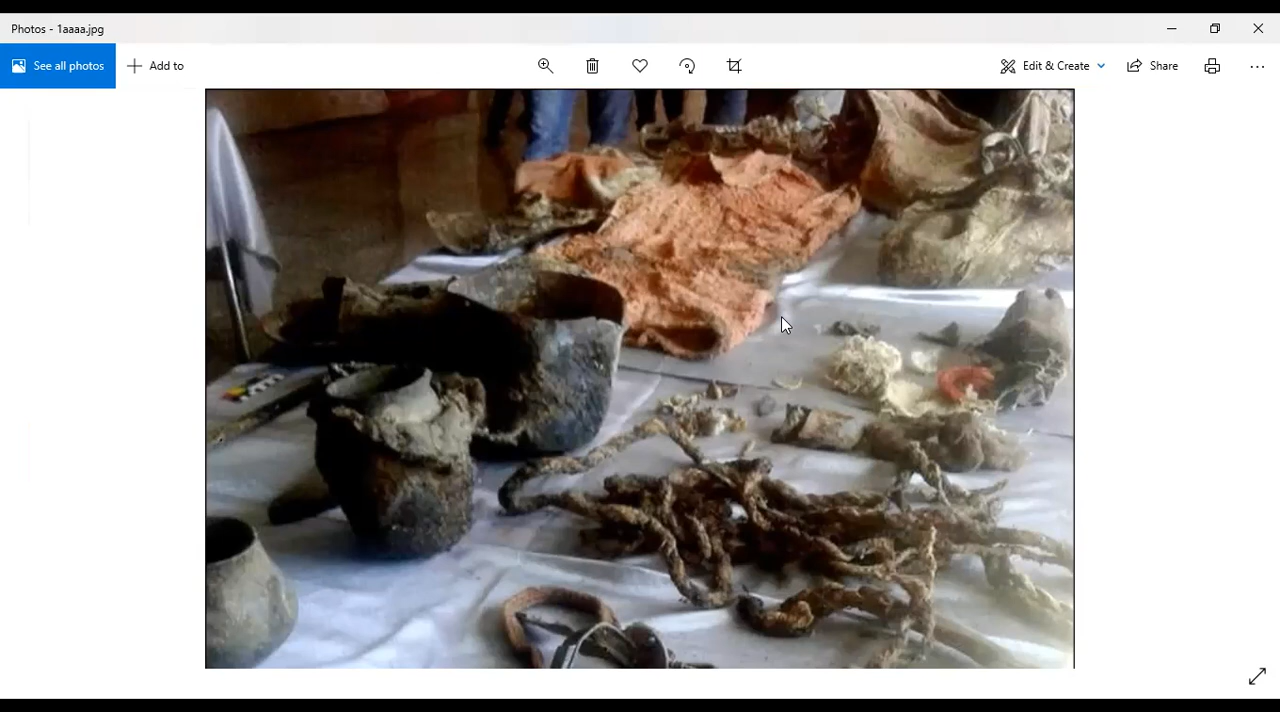 Photos - 1aaaa.jpg
See all photos
Add to
Edit & Create
Share